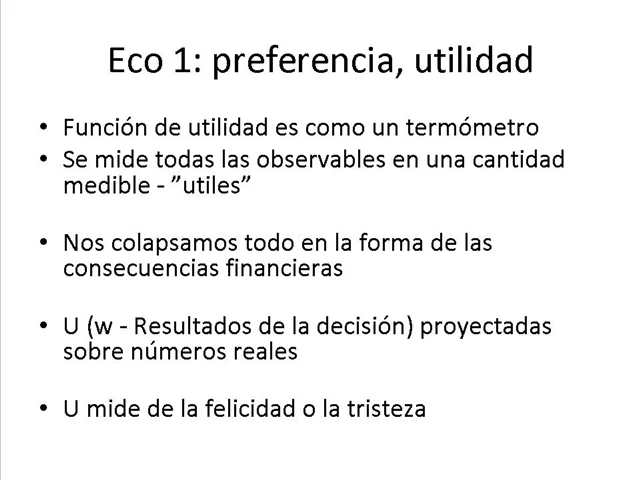 Eco 1: preferencia, utilidad
• Función de utilidad es como un termómetro
• Se mide todas las observables en una cantidad
medible - ”utiles”
• Nos colapsamos todo en la forma de las
consecuencias financieras
• U (w - Resultados de la decisión) proyectadas
sobre números reales
• U mide de la felicidad o la tristeza